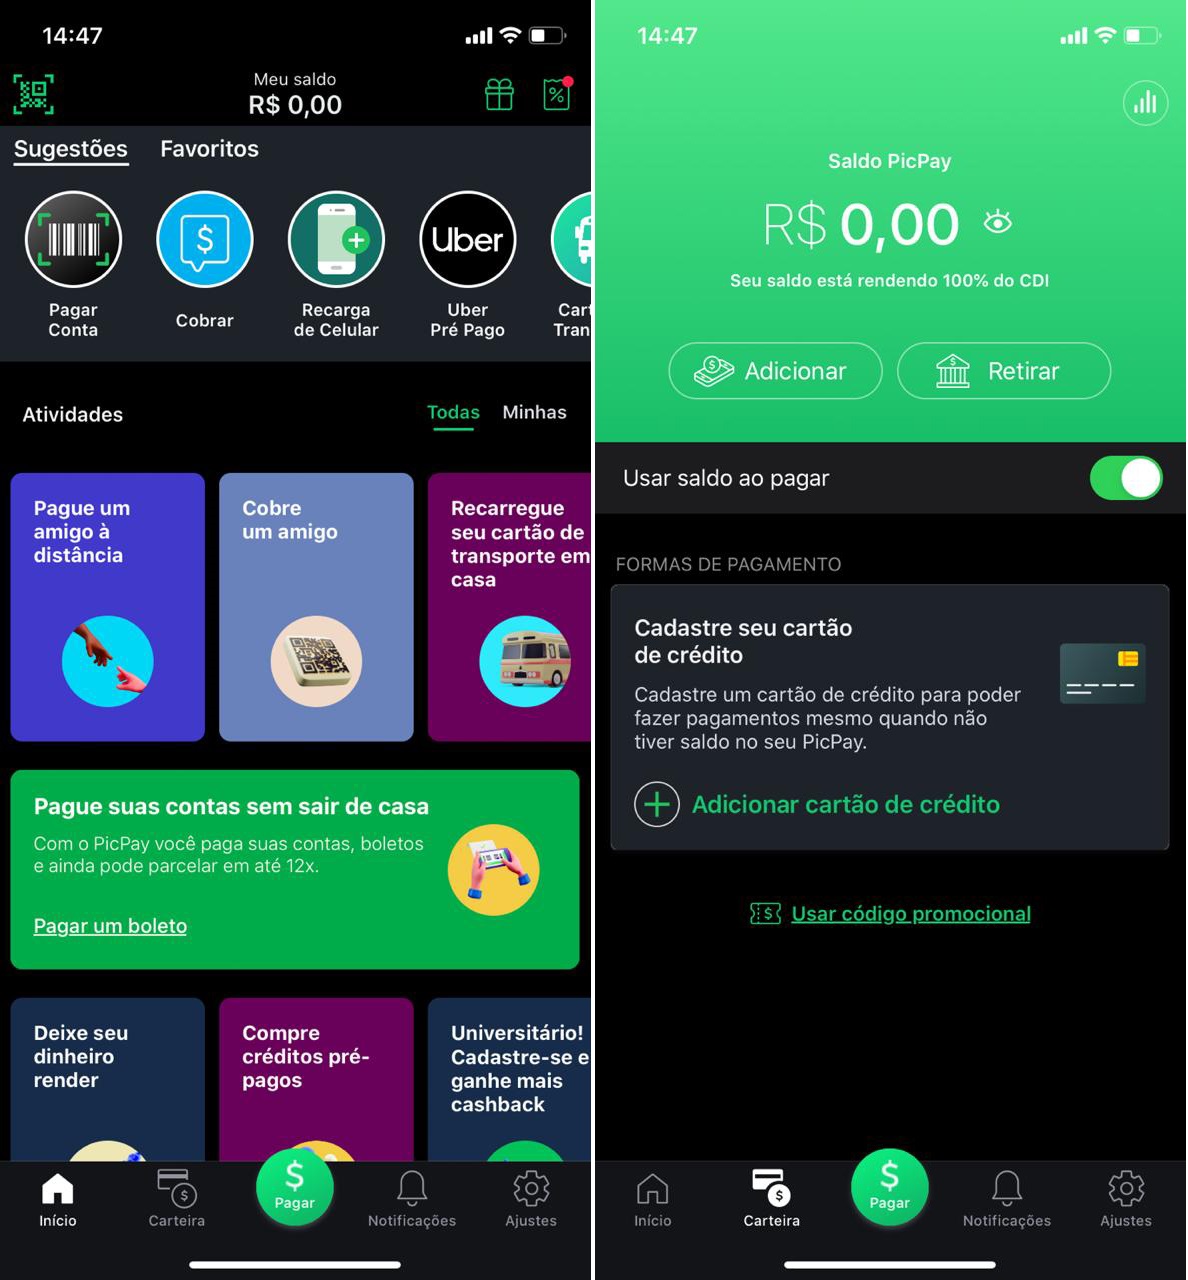 14:47
Meu saldo
R$ 0,00
Sugestões
Favoritos
Pagar
Conta
Cobrar
Recarga
de Celular
Uber
Uber
Pré Pago
Atividades
Todas
Minhas
Pague um
amigo à
distância
Cobre
um amigo
Recarregue
seu cartão de
transporte em
casa
Pague suas contas sem sair de casa
Com o PicPay você paga suas contas, boletos
e ainda pode parcelar em até 12x.
Pagar um boleto
Deixe seu
dinheiro
render
Compre
créditos pré-
pagos
Universitário!
Cadastre-se e
ganhe mais
cashback
Início
Carteira
$
Pagar
Notificações
Ajustes
14:47
Saldo PicPay
R$ 0,00
Seu saldo está rendendo 100% do CDI
Adicionar
Retirar
Usar saldo ao pagar
FORMAS DE PAGAMENTO
Cadastre seu cartão
de crédito
Cadastre um cartão de crédito para poder
fazer pagamentos mesmo quando não
tiver saldo no seu PicPay.
Adicionar cartão de crédito
Usar código promocional
Início
Carteira
$
Pagar
Notificações
Ajustes